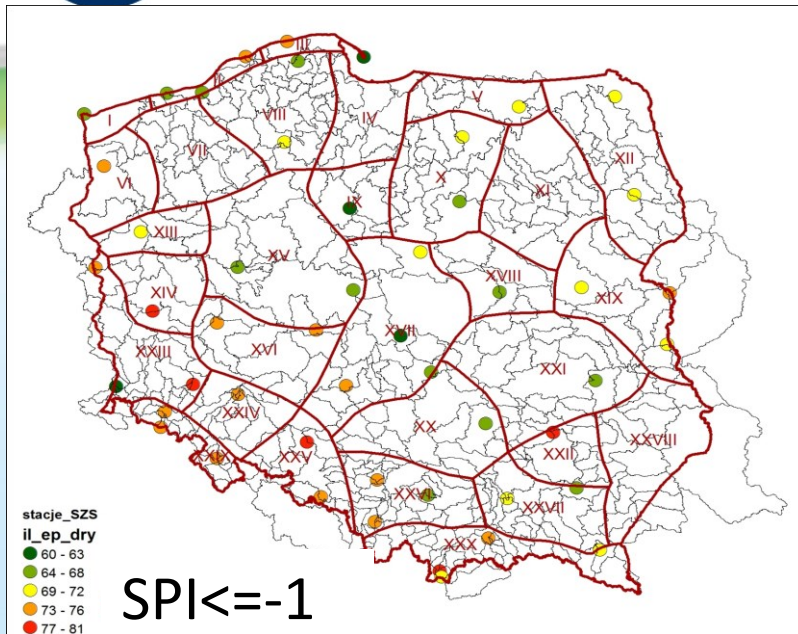 III
II
I
VIII
IV
V
VII
VI
X
XI
XII
IX
XIII
XV
XIV
XVIII
XIX
XVI
XVII
XXIII
XXI
XXIV
XX
XXV
XXII
XXVIII
XXVI
XXVII
XXX
stacje_SZS
il_ep_dry
60 - 63
64 - 68
69 - 72
73 - 76
77 - 81
SPI<=-1